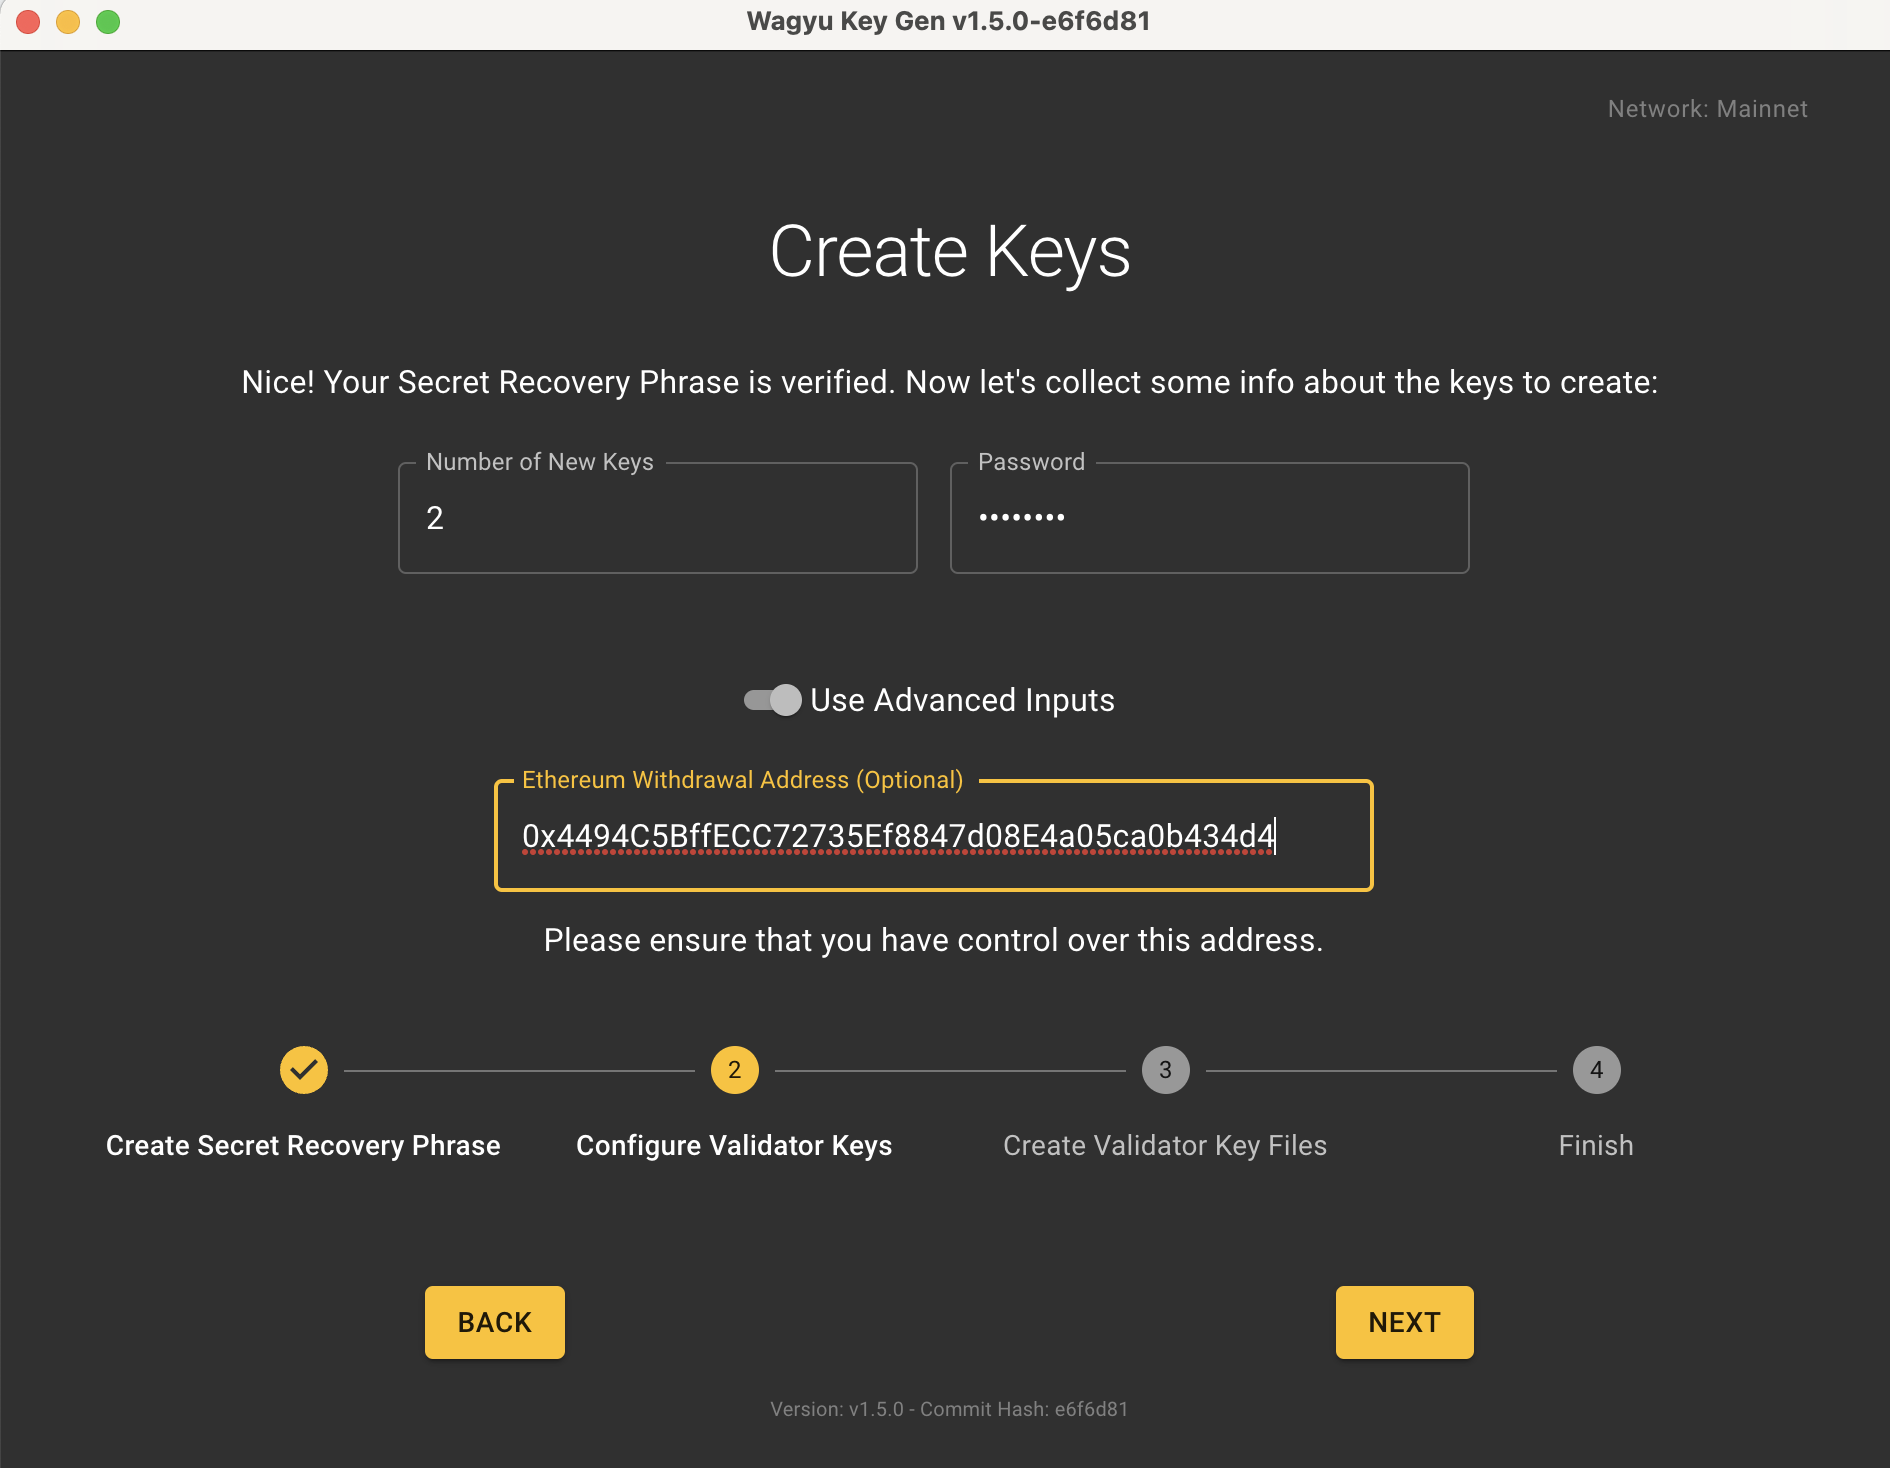 Wagyu Key Gen v1.5.0-e6f6d81
Network: Mainnet
Create Keys
Nice! Your Secret Recovery Phrase is verified. Now let's collect some info about the keys to create:
Number of New Keys
2
Password
••••••••
Use Advanced Inputs
Ethereum Withdrawal Address (Optional)
0x4494C5BffECC72735Ef8847d08E4a05ca0b434d4
Please ensure that you have control over this address.
2
3
4
Create Secret Recovery Phrase
Configure Validator Keys
Create Validator Key Files
Finish
BACK
NEXT
Version: v1.5.0 - Commit Hash: e6f6d81